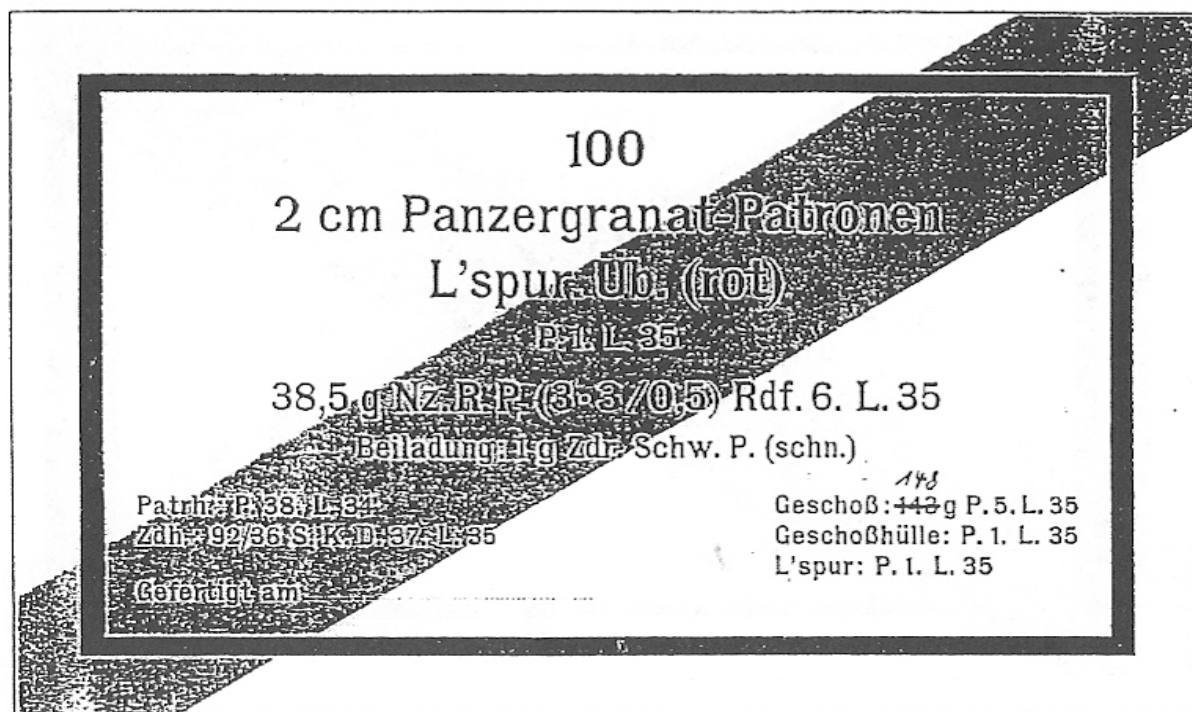 100
2 cm Panzergranat-Patronen
L'spur. Üb. (rot)
P. 1. L. 35
38,5 g Nz. R. P. (3·3/0,5) Rdf. 6. L. 35
Beiladung: 1 g Zdr. Schw. P. (schn.)
Patrh.: P. 38. L. 34
Zdh.: 92/36 S. K. D. 37. L. 35
Gefertigt am
148
Geschoß: 143 g P. 5. L. 35
Geschoßhülle: P. 1. L. 35
L'spur: P. 1. L. 35